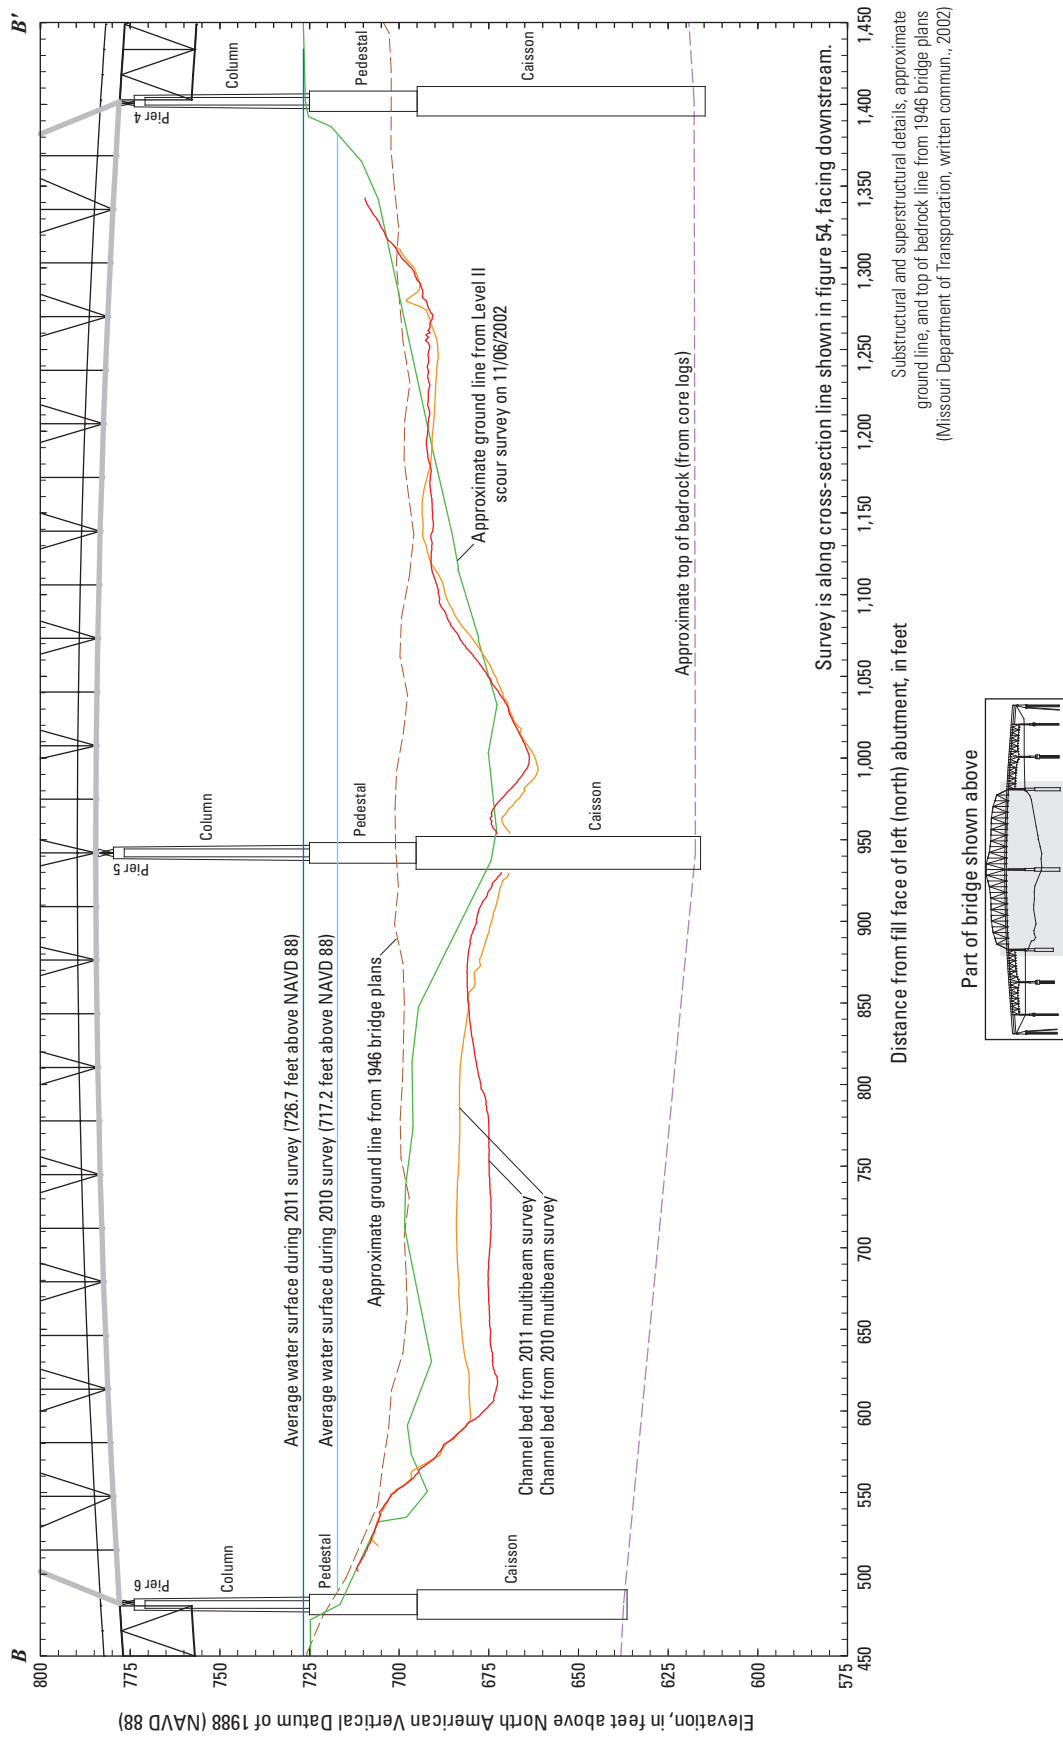 B
B'
Elevation, in feet above North American Vertical Datum of 1988 (NAVD 88)
800
775
750
725
700
675
650
625
600
575
Pier 6
Column
Pedestal
Caisson
Pier 5
Column
Pedestal
Caisson
Pier 4
Column
Pedestal
Caisson
Average water surface during 2011 survey (726.7 feet above NAVD 88)
Average water surface during 2010 survey (717.2 feet above NAVD 88)
Approximate ground line from 1946 bridge plans
Channel bed from 2011 multibeam survey
Channel bed from 2010 multibeam survey
Approximate ground line from Level II
scour survey on 11/06/2002
Approximate top of bedrock (from core logs)
Survey is along cross-section line shown in figure 54, facing downstream.
450
500
550
600
650
700
750
800
850
900
950
1,000
1,050
1,100
1,150
1,200
1,250
1,300
1,350
1,400
1,450
Distance from fill face of left (north) abutment, in feet
Substructural and superstructural details, approximate
ground line, and top of bedrock line from 1946 bridge plans
(Missouri Department of Transportation, written commun., 2002)
Part of bridge shown above